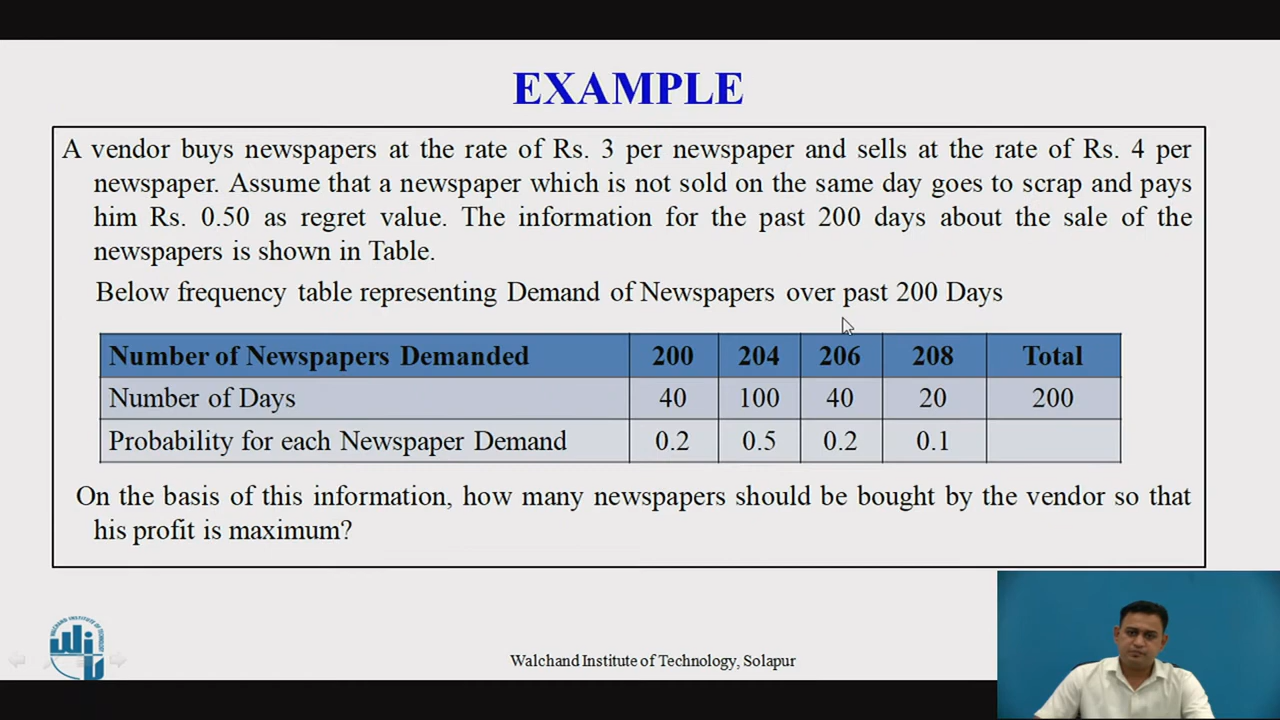 EXAMPLE
A vendor buys newspapers at the rate of Rs. 3 per newspaper and sells at the rate of Rs. 4 per
newspaper. Assume that a newspaper which is not sold on the same day goes to scrap and pays
him Rs. 0.50 as regret value. The information for the past 200 days about the sale of the
newspapers is shown in Table.
Below frequency table representing Demand of Newspapers over past 200 Days
Number of Newspapers Demanded 200 204 206 208 Total
Number of Days 40 100 40 20 200
Probability for each Newspaper Demand 0.2 0.5 0.2 0.1
On the basis of this information, how many newspapers should be bought by the vendor so that
his profit is maximum?
Walchand Institute of Technology, Solapur